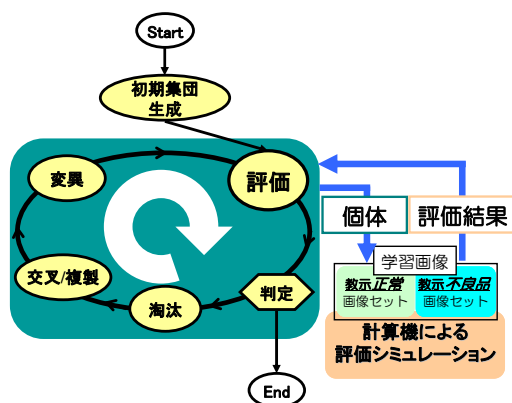 Start
初期集団
生成
変異
評価
個体
評価結果
学習画像
交叉/複製
淘汰
判定
教示正常
画像セット
教示不良品
画像セット
計算機による
評価シミュレーション
End